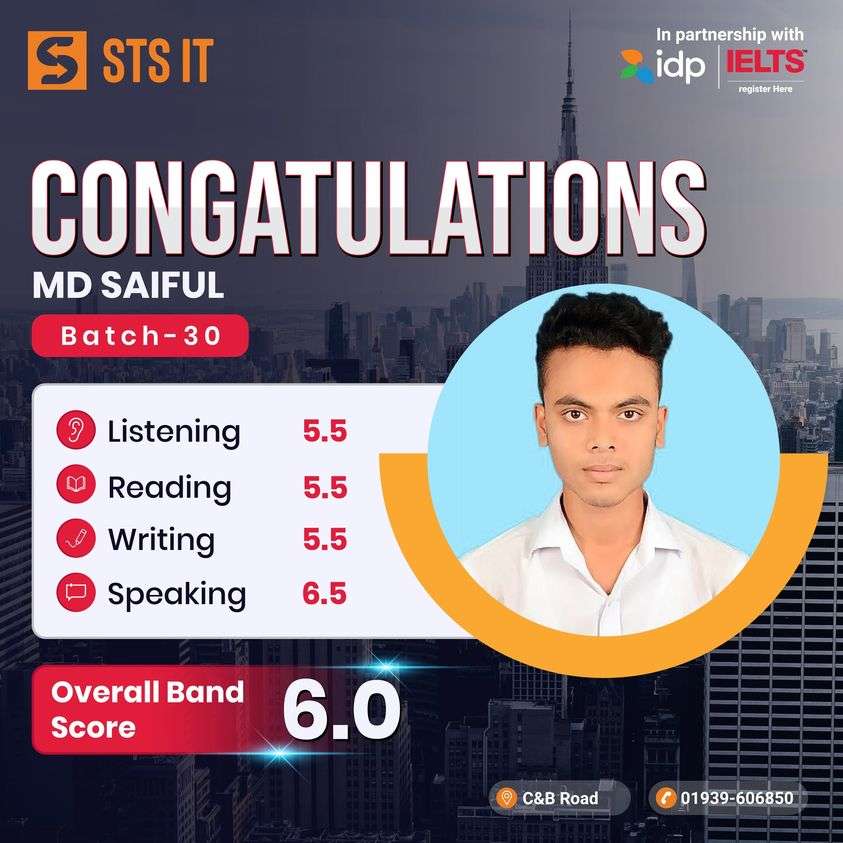 STS IT
In partnership with
idp IELTS™
register Here
CONGATULATIONS
MD SAIFUL
Batch-30
Listening 5.5
Reading 5.5
Writing 5.5
Speaking 6.5
Overall Band
Score
6.0
C&B Road
01939-606850